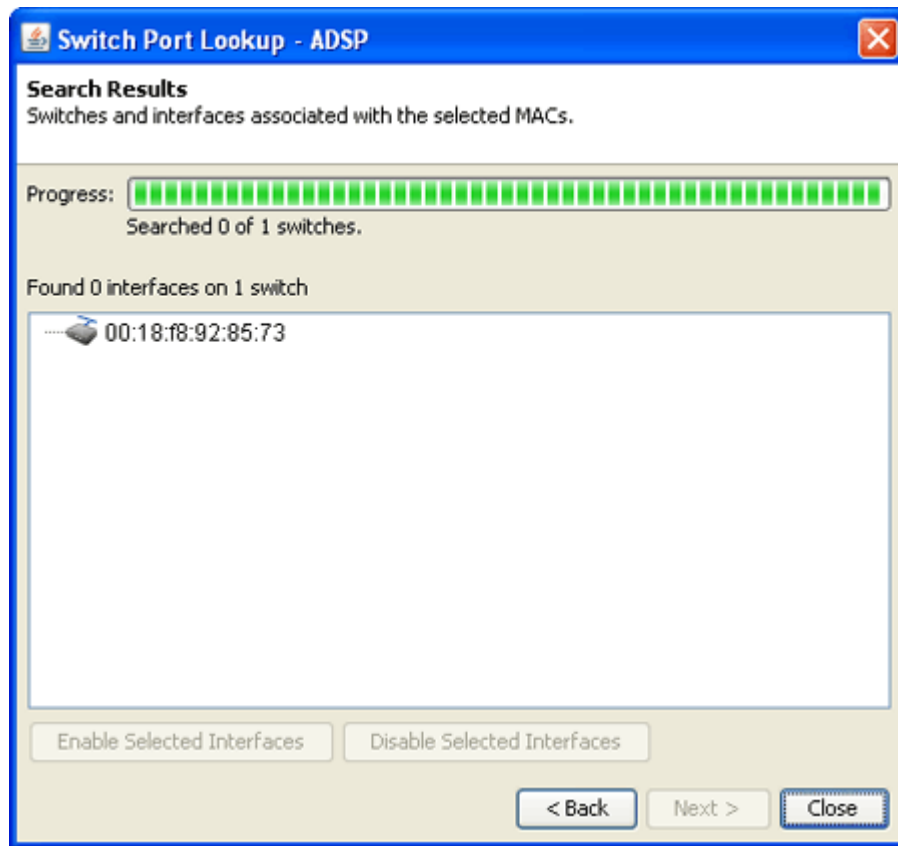 Switch Port Lookup - ADSP
Search Results
Switches and interfaces associated with the selected MACs.
Progress:
Searched 0 of 1 switches.
Found 0 interfaces on 1 switch
00:18:f8:92:85:73
Enable Selected Interfaces Disable Selected Interfaces
< Back Next > Close